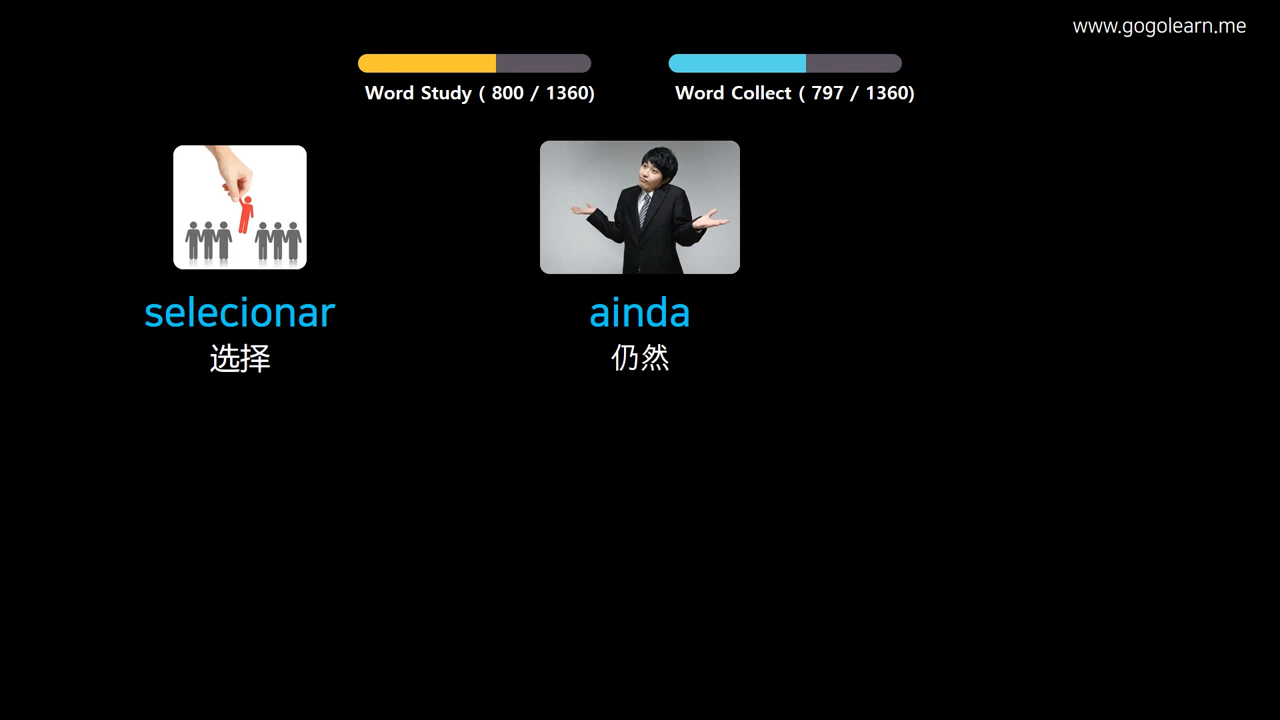 www.gogolearn.me
Word Study ( 800 / 1360)
Word Collect ( 797 / 1360)
selecionar
选择
ainda
仍然